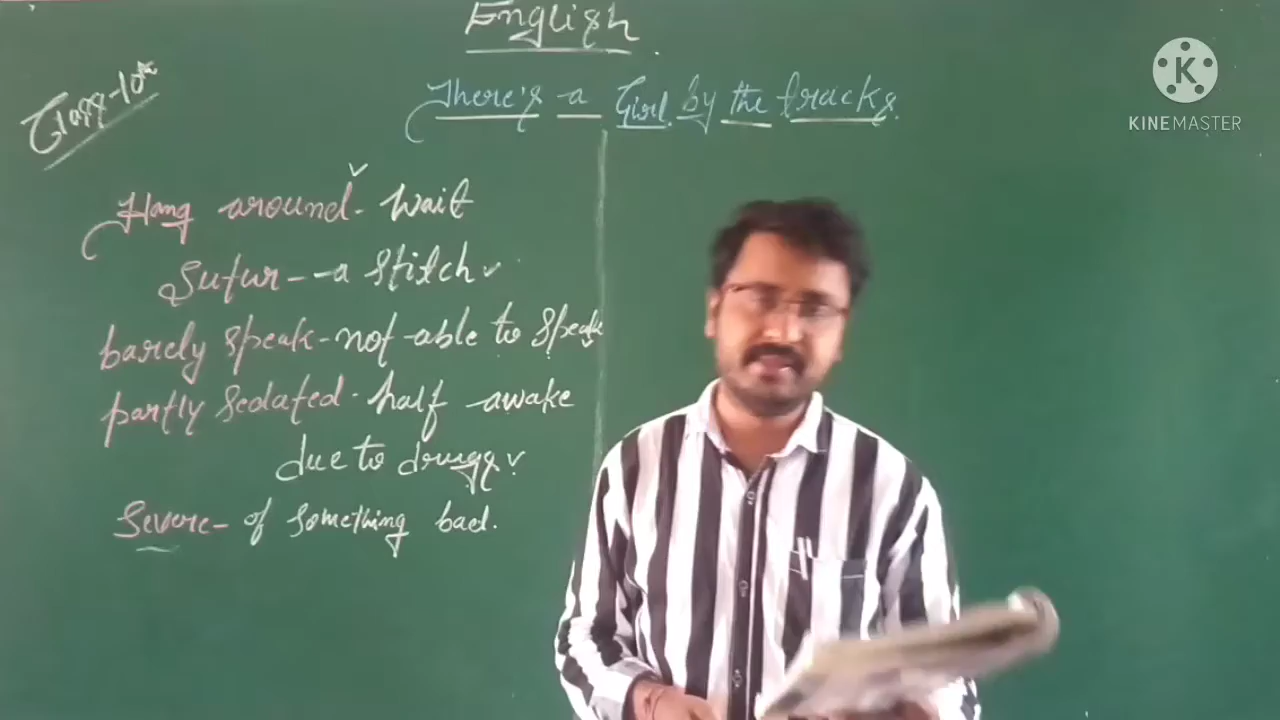 English
Class-10th
There's a Girl by the tracks.
Hang around - wait
Sutur - a stitch
barely speak - not able to speak
partly sedated - half awake
due to drugs
Severe - of something bad.
K
KINEMASTER